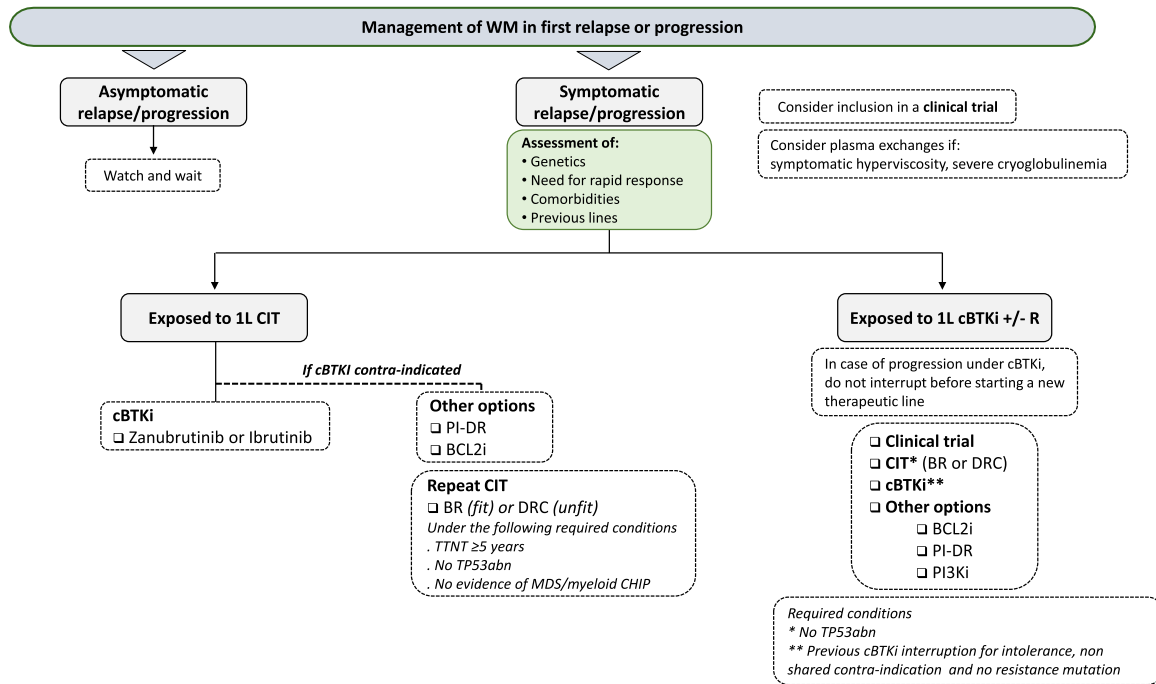 Management of WM in first relapse or progression
Asymptomatic
relapse/progression
Watch and wait
Symptomatic
relapse/progression
Assessment of:
• Genetics
• Need for rapid response
• Comorbidities
• Previous lines
Consider inclusion in a clinical trial
Consider plasma exchanges if:
symptomatic hyperviscosity, severe cryoglobulinemia
Exposed to 1L CIT
If cBTKI contra-indicated
cBTKi
❑ Zanubrutinib or Ibrutinib
Other options
❑ PI-DR
❑ BCL2i
Repeat CIT
❑ BR (fit) or DRC (unfit)
Under the following required conditions
. TTNT ≥5 years
. No TP53abn
. No evidence of MDS/myeloid CHIP
Exposed to 1L cBTKi +/- R
In case of progression under cBTKi,
do not interrupt before starting a new
therapeutic line
❑ Clinical trial
❑ CIT* (BR or DRC)
❑ cBTKi**
❑ Other options
❑ BCL2i
❑ PI-DR
❑ PI3Ki
Required conditions
* No TP53abn
** Previous cBTKi interruption for intolerance, non
shared contra-indication and no resistance mutation